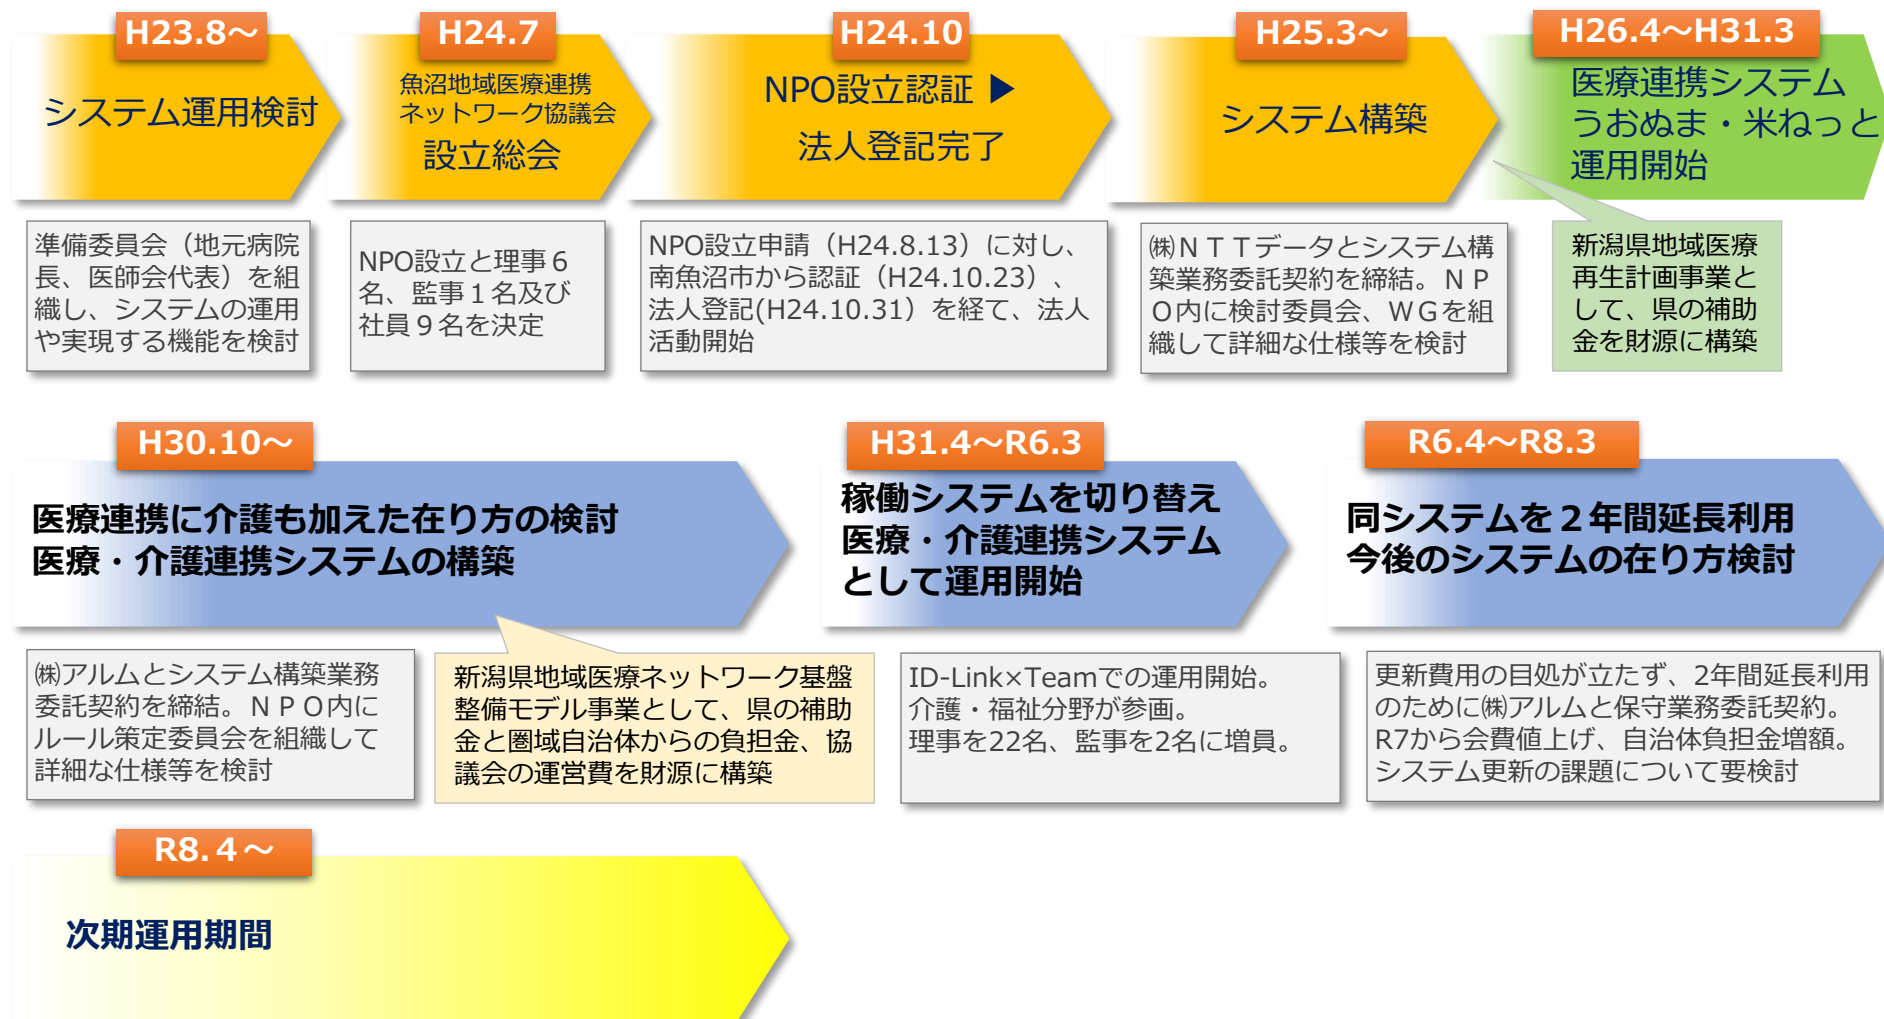 H23.8～
システム運用検討
準備委員会（地元病院
長、医師会代表）を組
織し、システムの運用
や実現する機能を検討
H24.7
魚沼地域医療連携
ネットワーク協議会
設立総会
NPO設立と理事６
名、監事１名及び
社員９名を決定
H24.10
NPO設立認証 ▶
法人登記完了
NPO設立申請（H24.8.13）に対し、
南魚沼市から認証（H24.10.23）、
法人登記(H24.10.31）を経て、法人
活動開始
H25.3～
システム構築
㈱ＮＴＴデータとシステム構
築業務委託契約を締結。ＮＰ
Ｏ内に検討委員会、ＷＧを組
織して詳細な仕様等を検討
H26.4～H31.3
医療連携システム
うおぬま・米ねっと
運用開始
新潟県地域医療
再生計画事業と
して、県の補助
金を財源に構築
H30.10～
医療連携に介護も加えた在り方の検討
医療・介護連携システムの構築
㈱アルムとシステム構築業務
委託契約を締結。ＮＰＯ内に
ルール策定委員会を組織して
詳細な仕様等を検討
新潟県地域医療ネットワーク基盤
整備モデル事業として、県の補助
金と圏域自治体からの負担金、協
議会の運営費を財源に構築
H31.4～R6.3
稼働システムを切り替え
医療・介護連携システム
として運用開始
ID-Link×Teamでの運用開始。
介護・福祉分野が参画。
理事を22名、監事を2名に増員。
R6.4～R8.3
同システムを２年間延長利用
今後のシステムの在り方検討
更新費用の目処が立たず、2年間延長利用
のために㈱アルムと保守業務委託契約。
R7から会費値上げ、自治体負担金増額。
システム更新の課題について要検討
R8.４～
次期運用期間